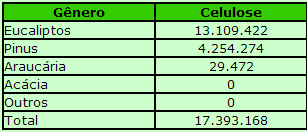 Gênero Celulose
Eucaliptos 13.109.422
Pinus 4.254.274
Araucária 29.472
Acácia 0
Outros 0
Total 17.393.168